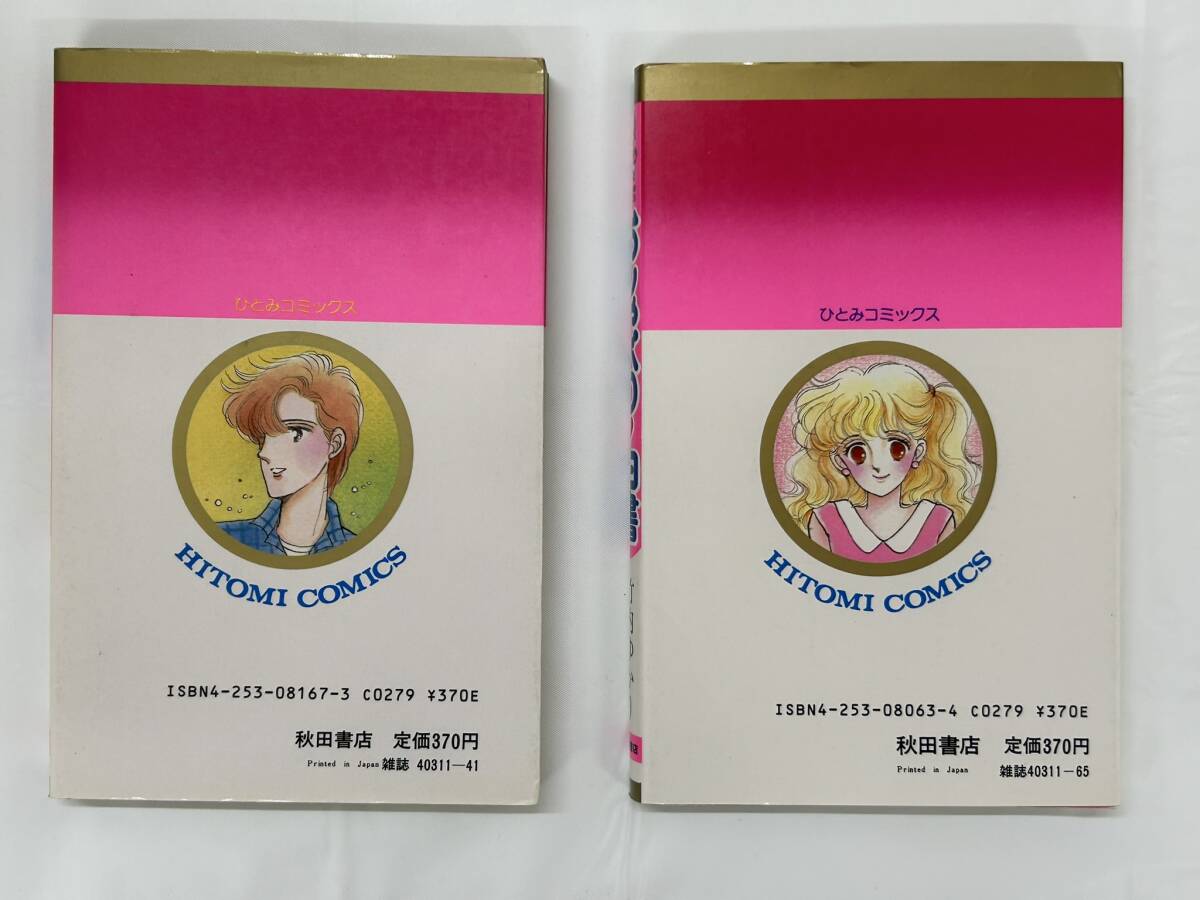 ひとみコミックス
HITOMI COMICS
ISBN4-253-08167-3 C0279 ¥370E
秋田書店 定価370円
Printed in Japan 雑誌 40311—41
ひとみコミックス
HITOMI COMICS
ISBN4-253-08063-4 C0279 ¥370E
秋田書店 定価370円
Printed in Japan 雑誌40311−65